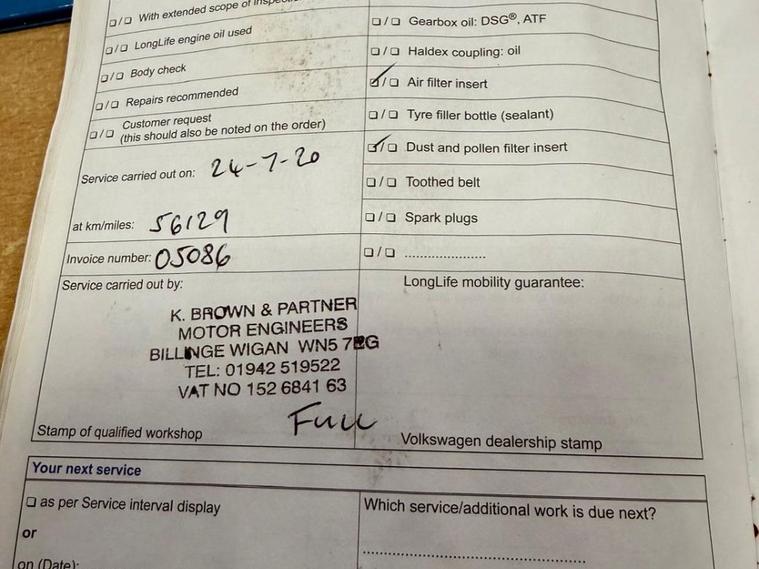 ❏/❏ With extended scope of inspection
❏/❏ LongLife engine oil used
❏/❏ Body check
❏/❏ Repairs recommended
❏/❏ Customer request
(this should also be noted on the order)
Service carried out on: 24-7-20
at km/miles: 56129
Invoice number: 05086
Service carried out by:
K. BROWN & PARTNER
MOTOR ENGINEERS
BILLINGE WIGAN WN5 7EG
TEL: 01942 519522
VAT NO 152 6841 63
Full
Stamp of qualified workshop
❏/❏ Gearbox oil: DSG®, ATF
❏/❏ Haldex coupling: oil
☑/❏ Air filter insert
❏/❏ Tyre filler bottle (sealant)
☑/❏ Dust and pollen filter insert
❏/❏ Toothed belt
❏/❏ Spark plugs
❏/❏ ......................
LongLife mobility guarantee:
Volkswagen dealership stamp
Your next service
❏ as per Service interval display
or
on (Date):
Which service/additional work is due next?